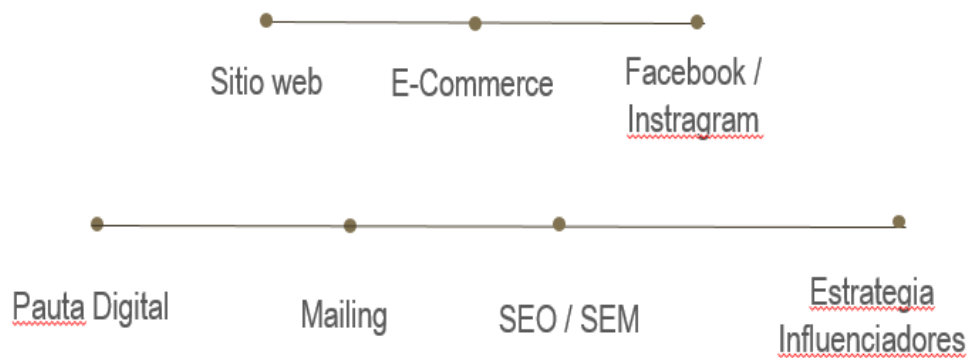 Sitio web
E-Commerce
Facebook /
Instragram
Pauta Digital
Mailing
SEO / SEM
Estrategia
Influenciadores